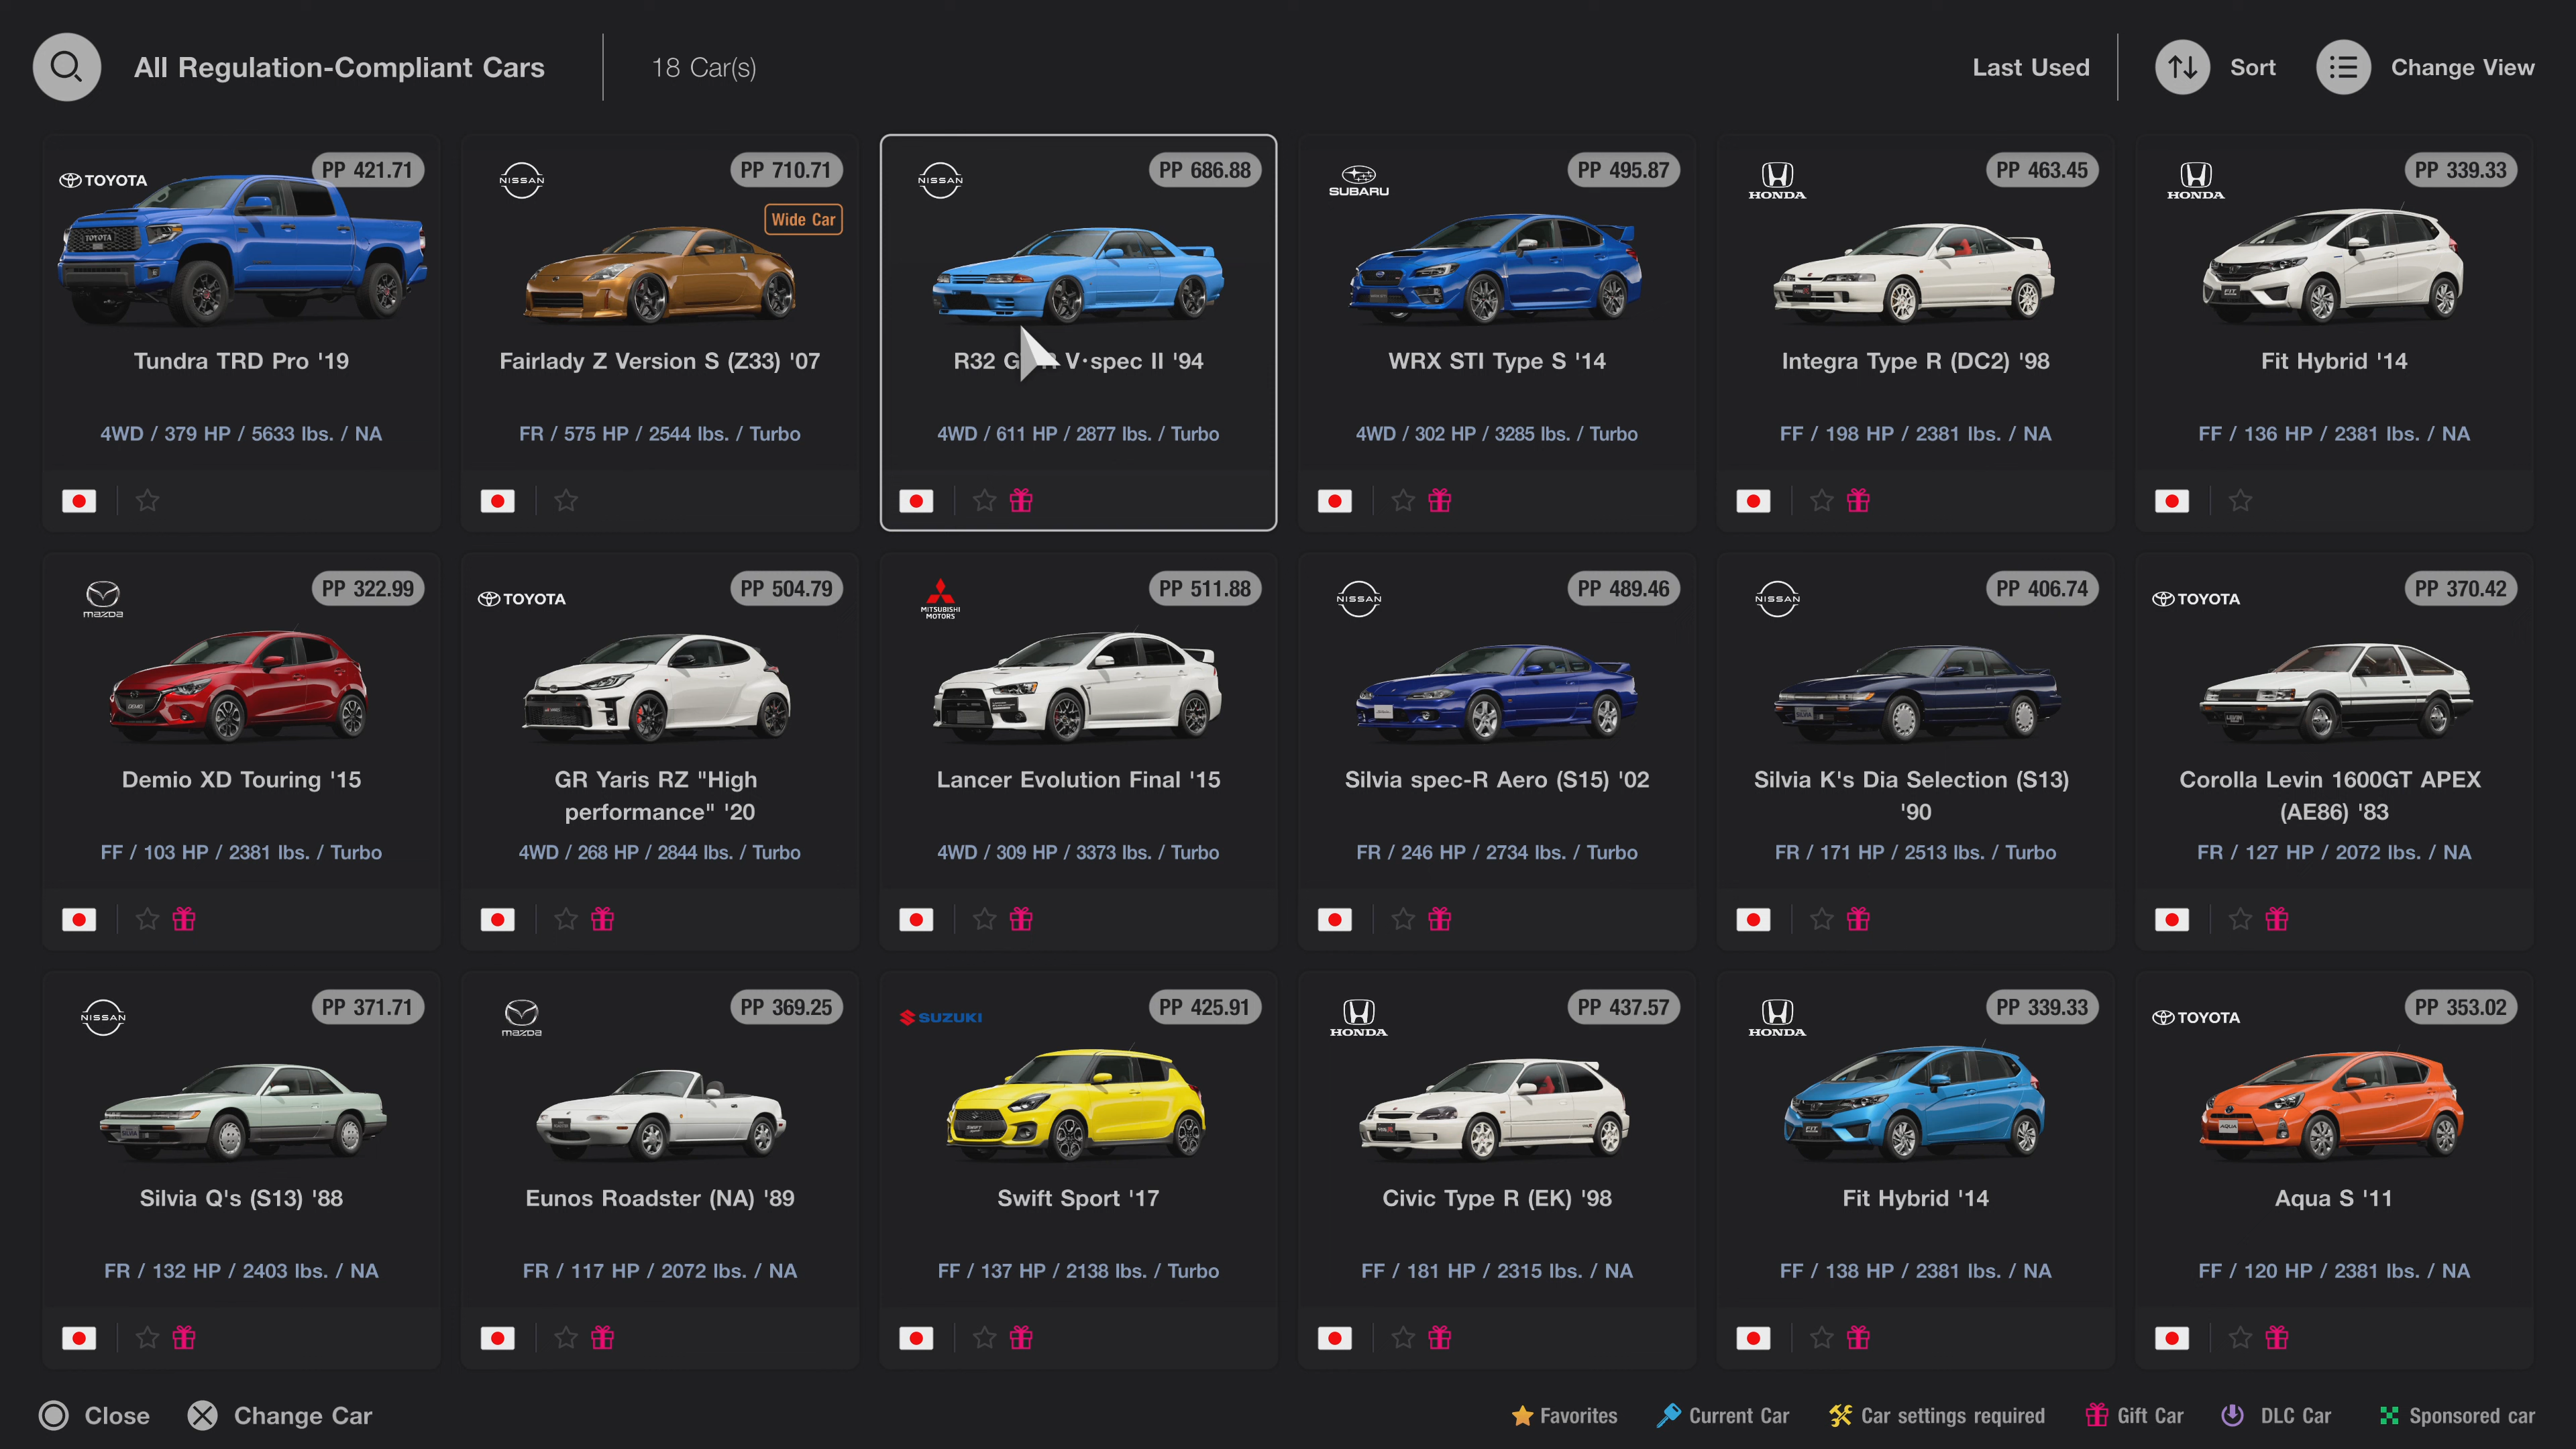 All Regulation-Compliant Cars
18 Car(s)
Last Used
Sort
Change View
TOYOTA
PP 421.71
TOYOTA
Tundra TRD Pro '19
4WD / 379 HP / 5633 lbs. / NA
NISSAN
PP 710.71
Wide Car
Fairlady Z Version S (Z33) '07
FR / 575 HP / 2544 lbs. / Turbo
NISSAN
PP 686.88
R32 V·spec II '94
4WD / 611 HP / 2877 lbs. / Turbo
SUBARU
PP 495.87
WRX STI Type S '14
4WD / 302 HP / 3285 lbs. / Turbo
HONDA
PP 463.45
Integra Type R (DC2) '98
FF / 198 HP / 2381 lbs. / NA
HONDA
PP 339.33
FIT
Fit Hybrid '14
FF / 136 HP / 2381 lbs. / NA
mazda
PP 322.99
DEMIO
Demio XD Touring '15
FF / 103 HP / 2381 lbs. / Turbo
TOYOTA
PP 504.79
GR Yaris RZ "High
performance" '20
4WD / 268 HP / 2844 lbs. / Turbo
MITSUBISHI
MOTORS
PP 511.88
Lancer Evolution Final '15
4WD / 309 HP / 3373 lbs. / Turbo
NISSAN
PP 489.46
Silvia spec-R Aero (S15) '02
FR / 246 HP / 2734 lbs. / Turbo
NISSAN
PP 406.74
SILVIA
Silvia K's Dia Selection (S13)
'90
FR / 171 HP / 2513 lbs. / Turbo
TOYOTA
PP 370.42
LEVIN
Corolla Levin 1600GT APEX
(AE86) '83
FR / 127 HP / 2072 lbs. / NA
NISSAN
PP 371.71
SILVIA
Silvia Q's (S13) '88
FR / 132 HP / 2403 lbs. / NA
mazda
PP 369.25
Eunos Roadster (NA) '89
FR / 117 HP / 2072 lbs. / NA
SUZUKI
PP 425.91
SWIFT
Swift Sport '17
FF / 137 HP / 2138 lbs. / Turbo
HONDA
PP 437.57
Civic Type R (EK) '98
FF / 181 HP / 2315 lbs. / NA
HONDA
PP 339.33
FIT
Fit Hybrid '14
FF / 138 HP / 2381 lbs. / NA
TOYOTA
PP 353.02
AQUA
Aqua S '11
FF / 120 HP / 2381 lbs. / NA
Close
Change Car
Favorites
Current Car
Car settings required
Gift Car
DLC Car
Sponsored car